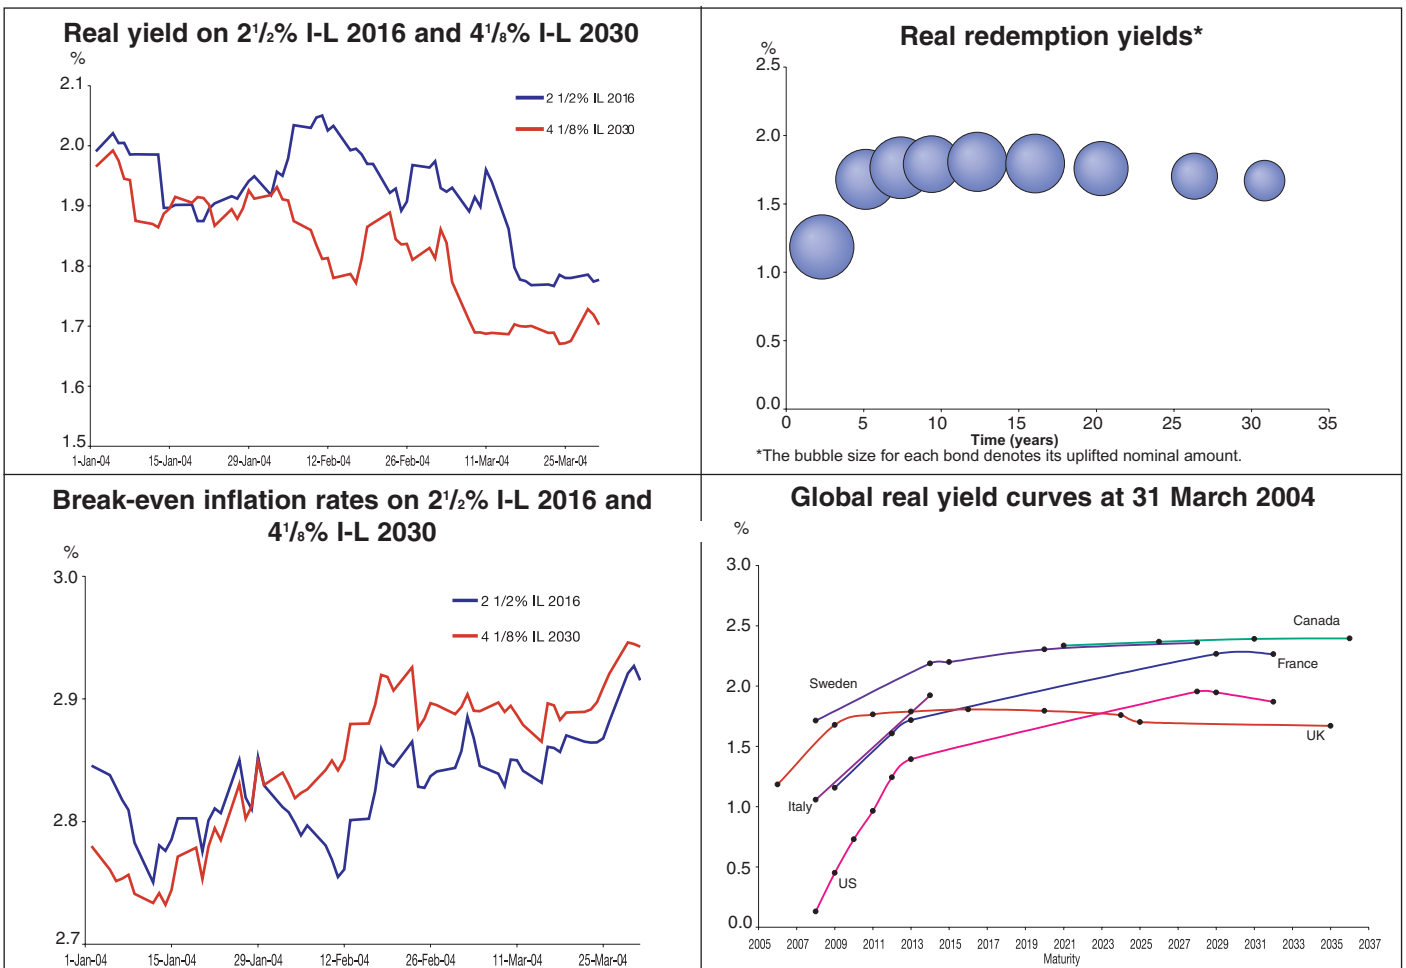 Real yield on 2½% I-L 2016 and 4⅛% I-L 2030
%
2.1
2.0
1.9
1.8
1.7
1.6
1.5
2 1/2% IL 2016
4 1/8% IL 2030
1-Jan-04 15-Jan-04 29-Jan-04 12-Feb-04 26-Feb-04 11-Mar-04 25-Mar-04
Real redemption yields*
%
2.5
2.0
1.5
1.0
0.5
0.0
0 5 10 15 20 25 30 35
Time (years)
*The bubble size for each bond denotes its uplifted nominal amount.
Break-even inflation rates on 2½% I-L 2016 and
4⅛% I-L 2030
%
3.0
2.9
2.8
2.7
2 1/2% IL 2016
4 1/8% IL 2030
1-Jan-04 15-Jan-04 29-Jan-04 12-Feb-04 26-Feb-04 11-Mar-04 25-Mar-04
Global real yield curves at 31 March 2004
%
3.0
2.5
2.0
1.5
1.0
0.5
0.0
Canada
France
Sweden
UK
Italy
US
2005 2007 2009 2011 2013 2015 2017 2019 2021 2023 2025 2027 2029 2031 2033 2035 2037
Maturity